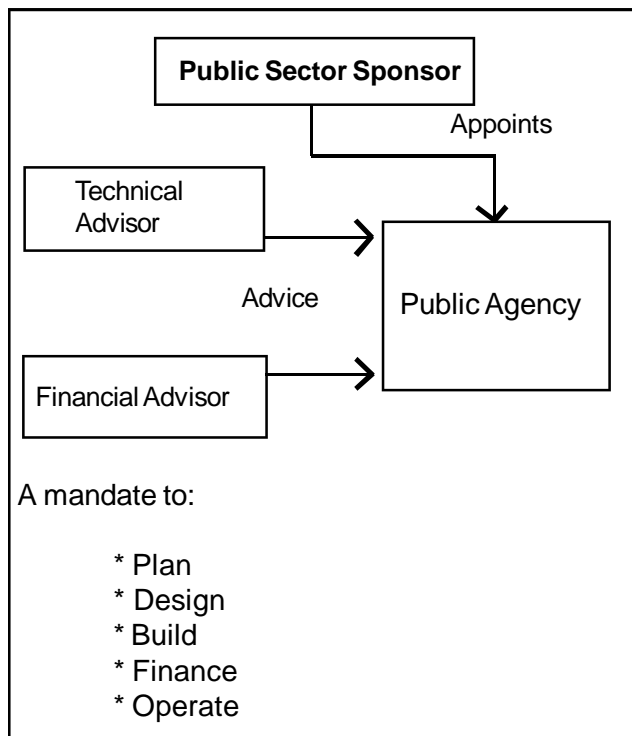 Public Sector Sponsor
Appoints
Technical
Advisor
Advice
Public Agency
Financial Advisor
A mandate to:
* Plan
* Design
* Build
* Finance
* Operate